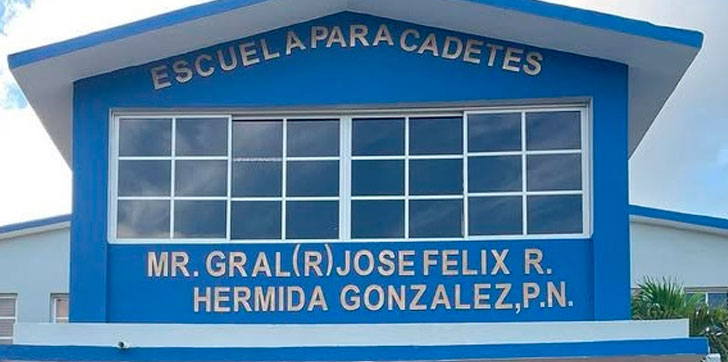 ESCUELA PARA CADETES
MR. GRAL(R) JOSE FELIX R.
HERMIDA GONZALEZ, P.N.